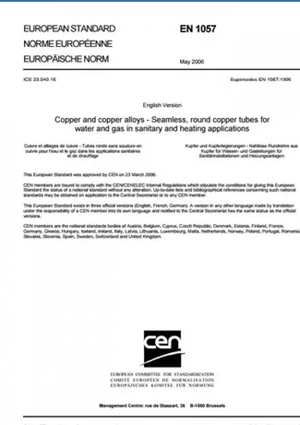 EUROPEAN STANDARD
EN 1057
NORME EUROPÉENNE
EUROPÄISCHE NORM
May 2006
ICS 23.040.15
Supersedes EN 1057:1996
English Version
Copper and copper alloys - Seamless, round copper tubes for
water and gas in sanitary and heating applications
Cuivre et alliages de cuivre - Tubes ronds sans soudure en
cuivre pour l'eau et le gaz dans les applications sanitaires
et de chauffage
Kupfer und Kupferlegierungen - Nahtlose Rundrohre aus
Kupfer für Wasser- und Gasleitungen für
Sanitärinstallationen und Heizungsanlagen
This European Standard was approved by CEN on 23 March 2006.
CEN members are bound to comply with the CEN/CENELEC Internal Regulations which stipulate the conditions for giving this European
Standard the status of a national standard without any alteration. Up-to-date lists and bibliographical references concerning such national
standards may be obtained on application to the Central Secretariat or to any CEN member.
This European Standard exists in three official versions (English, French, German). A version in any other language made by translation
under the responsibility of a CEN member into its own language and notified to the Central Secretariat has the same status as the official
versions.
CEN members are the national standards bodies of Austria, Belgium, Cyprus, Czech Republic, Denmark, Estonia, Finland, France,
Germany, Greece, Hungary, Iceland, Ireland, Italy, Latvia, Lithuania, Luxembourg, Malta, Netherlands, Norway, Poland, Portugal, Romania,
Slovakia, Slovenia, Spain, Sweden, Switzerland and United Kingdom.
cen
EUROPEAN COMMITTEE FOR STANDARDIZATION
COMITÉ EUROPÉEN DE NORMALISATION
EUROPÄISCHES KOMITEE FÜR NORMUNG
Management Centre: rue de Stassart, 36 B-1050 Brussels